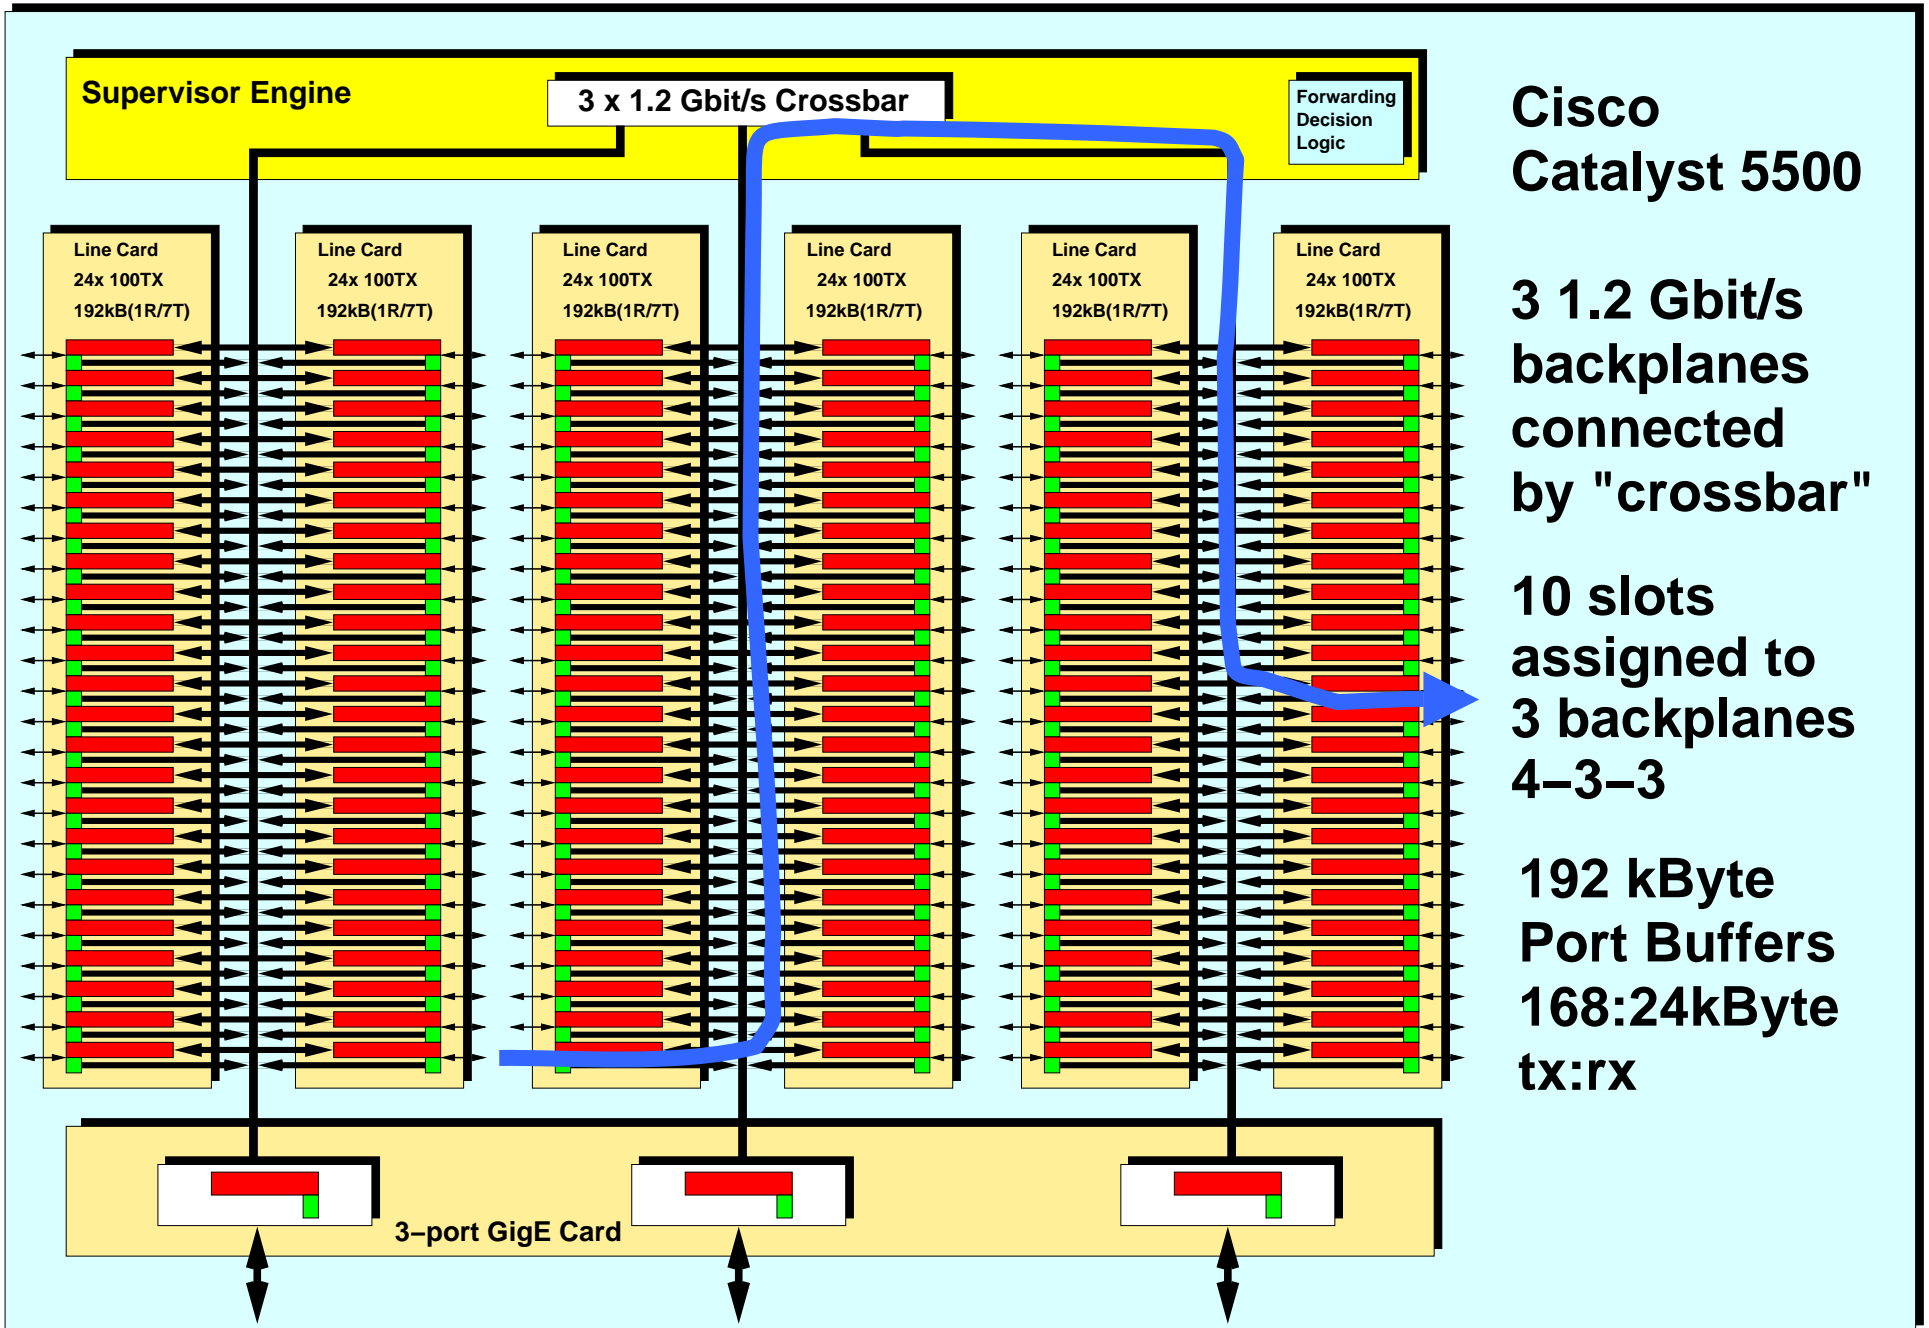 Supervisor Engine
3 x 1.2 Gbit/s Crossbar
Forwarding
Decision
Logic
Line Card
24x 100TX
192kB(1R/7T)
Line Card
24x 100TX
192kB(1R/7T)
Line Card
24x 100TX
192kB(1R/7T)
Line Card
24x 100TX
192kB(1R/7T)
Line Card
24x 100TX
192kB(1R/7T)
Line Card
24x 100TX
192kB(1R/7T)
3–port GigE Card
Cisco
Catalyst 5500
3 1.2 Gbit/s
backplanes
connected
by "crossbar"
10 slots
assigned to
3 backplanes
4–3–3
192 kByte
Port Buffers
168:24kByte
tx:rx